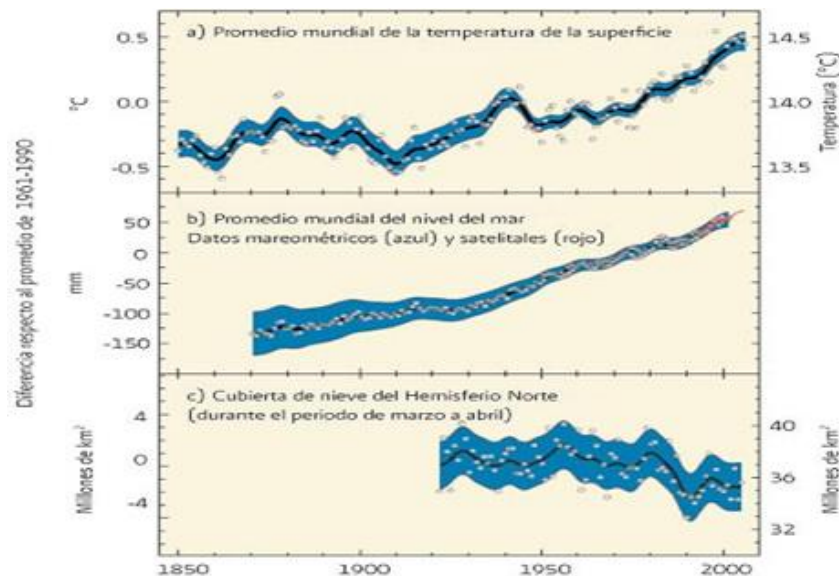 Diferencia respecto al promedio de 1961-1990
a) Promedio mundial de la temperatura de la superficie
°C
0.5
0.0
-0.5
Temperatura (°C)
14.5
14.0
13.5
b) Promedio mundial del nivel del mar
Datos mareométricos (azul) y satelitales (rojo)
mm
50
0
-50
-100
-150
c) Cubierta de nieve del Hemisferio Norte
(durante el periodo de marzo a abril)
Millones de km²
4
0
-4
Millones de km²
40
36
32
1850
1900
1950
2000